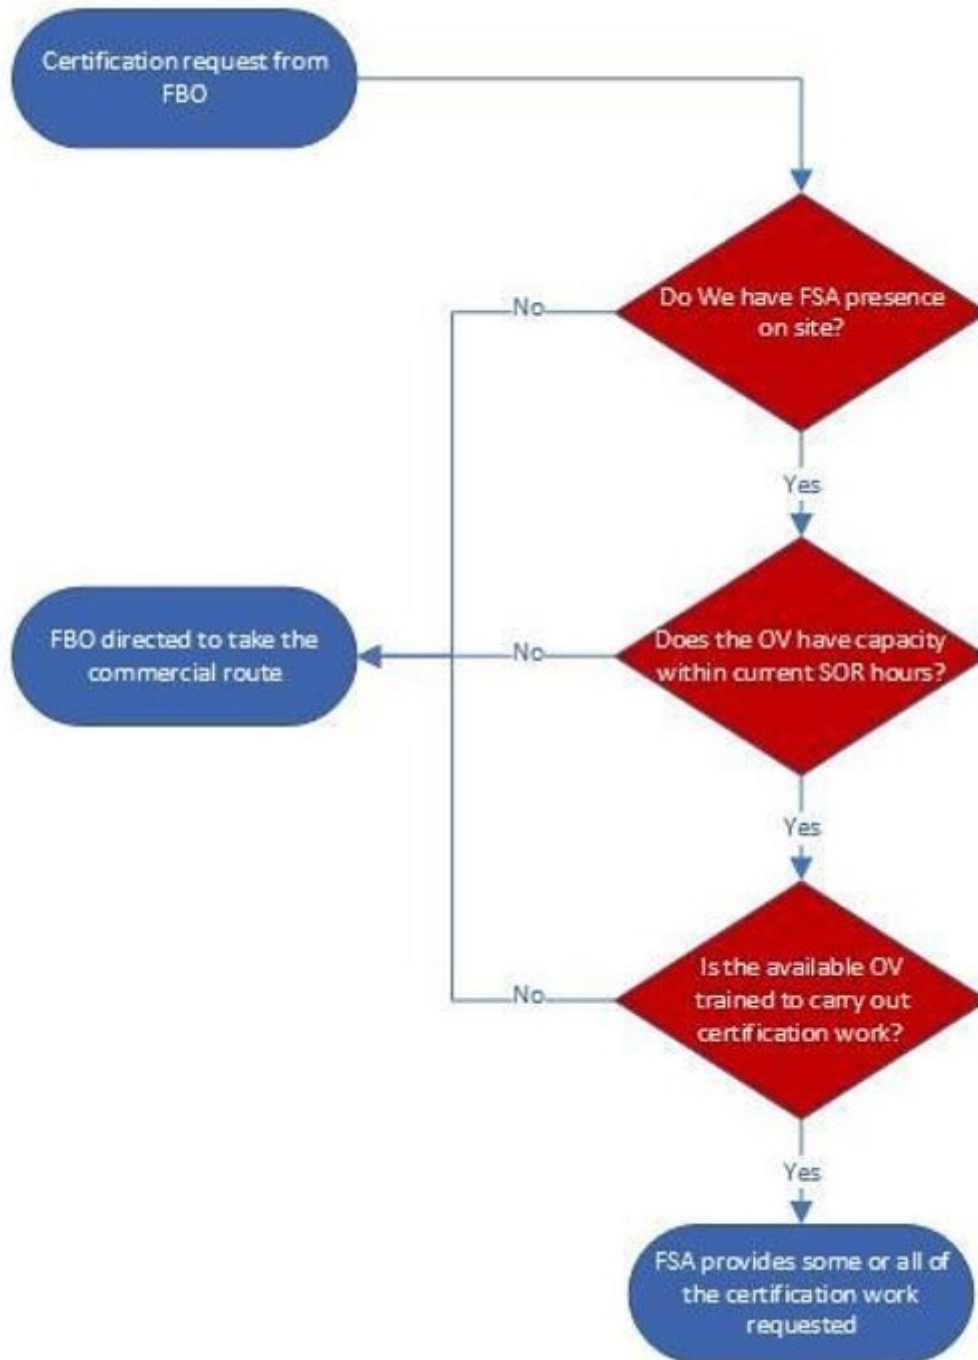 Certification request from
FBO
Do We have FSA presence
on site?
No
Yes
Does the OV have capacity
within current SOR hours?
No
FBO directed to take the
commercial route
Yes
Is the available OV
trained to carry out
certification work?
No
Yes
FSA provides some or all of
the certification work
requested